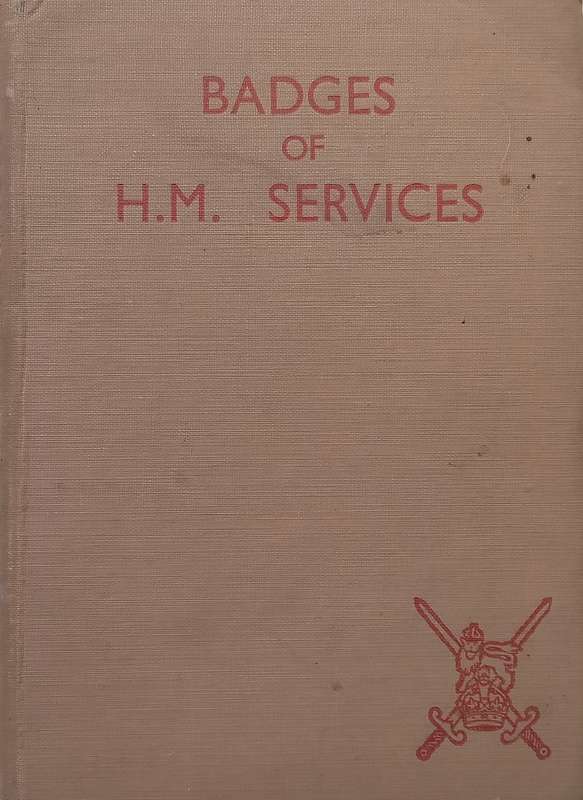 BADGES
OF
H.M. SERVICES